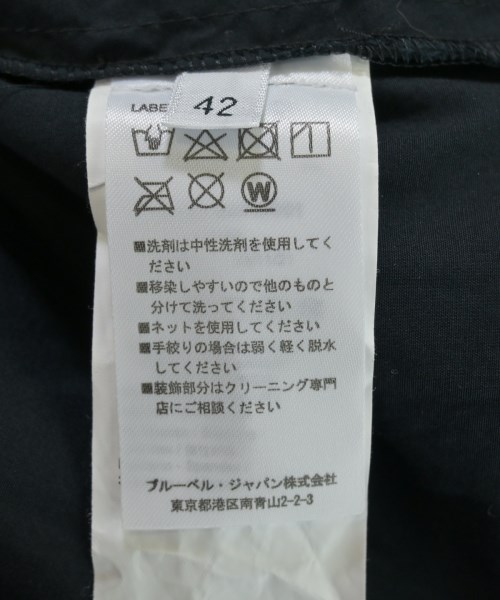 LABE
42
W
■洗剤は中性洗剤を使用してく
ださい
■移染しやすいので他のものと
分けて洗ってください
■ネットを使用してください
■手絞りの場合は弱く軽く脱水
してください
■装飾部分はクリーニング専門
店にご相談ください
ブルーベル・ジャパン株式会社
東京都港区南青山2-2-3